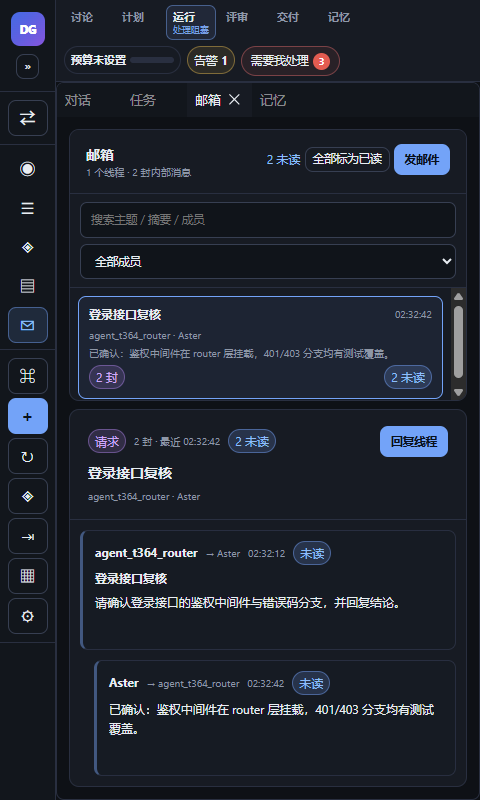 DG
讨论
计划
运行
处理阻塞
评审
交付
记忆
»
预算未设置
告警 1
需要我处理 3
对话
任务
邮箱
记忆
邮箱
1 个线程 · 2 封内部消息
2 未读
全部标为已读
发邮件
搜索主题 / 摘要 / 成员
全部成员
登录接口复核
02:32:42
agent_t364_router · Aster
已确认：鉴权中间件在 router 层挂载，401/403 分支均有测试覆盖。
2 封
2 未读
请求
2 封 · 最近 02:32:42
2 未读
回复线程
登录接口复核
agent_t364_router · Aster
agent_t364_router → Aster 02:32:12 未读
登录接口复核
请确认登录接口的鉴权中间件与错误码分支，并回复结论。
Aster → agent_t364_router 02:32:42 未读
已确认：鉴权中间件在 router 层挂载，401/403 分支均有测试
覆盖。